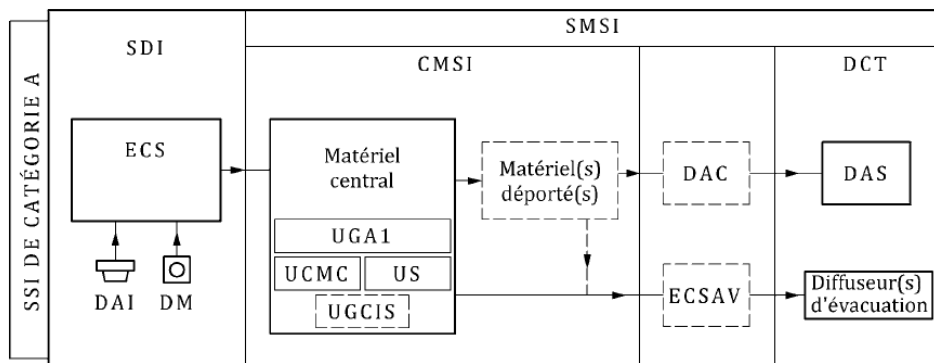 SSI DE CATÉGORIE A
SDI
SMSI
CMSI
DCT
ECS
DAI
DM
Matériel
central
UGA1
UCMC
US
UGCIS
Matériel(s)
déporté(s)
DAC
DAS
ECSAV
Diffuseur(s)
d'évacuation